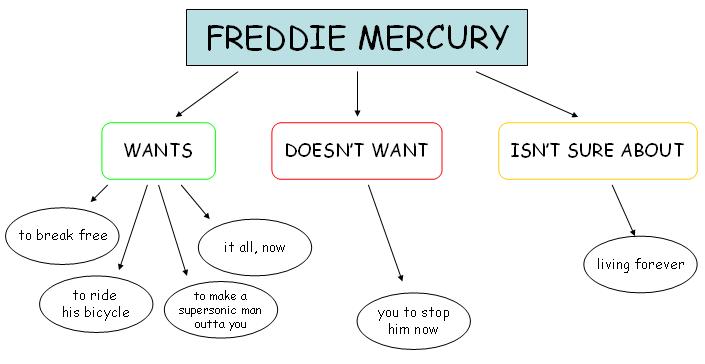 FREDDIE MERCURY
WANTS
DOESN'T WANT
ISN'T SURE ABOUT
to break free
it all, now
living forever
to ride
his bicycle
to make a
supersonic man
outta you
you to stop
him now